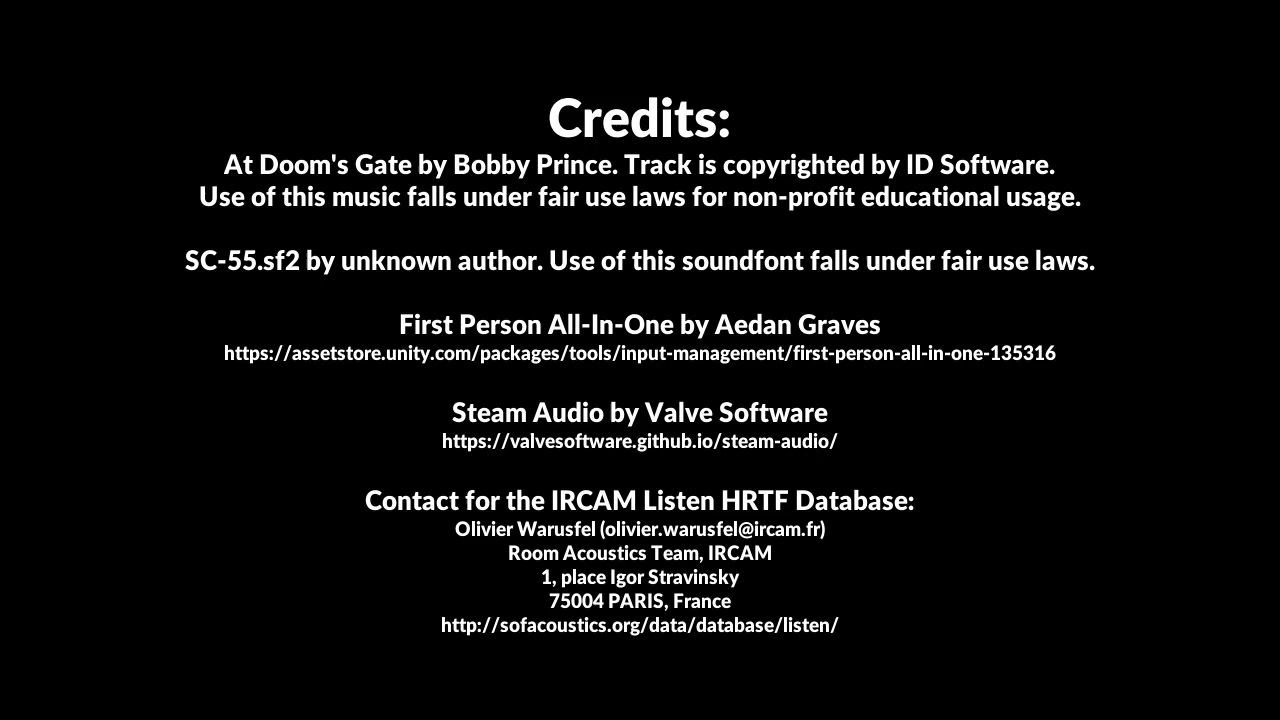 Credits:
At Doom's Gate by Bobby Prince. Track is copyrighted by ID Software.
Use of this music falls under fair use laws for non-profit educational usage.
SC-55.sf2 by unknown author. Use of this soundfont falls under fair use laws.
First Person All-In-One by Aedan Graves
https://assetstore.unity.com/packages/tools/input-management/first-person-all-in-one-135316
Steam Audio by Valve Software
https://valvesoftware.github.io/steam-audio/
Contact for the IRCAM Listen HRTF Database:
Olivier Warusfel (olivier.warusfel@ircam.fr)
Room Acoustics Team, IRCAM
1, place Igor Stravinsky
75004 PARIS, France
http://sofacoustics.org/data/database/listen/